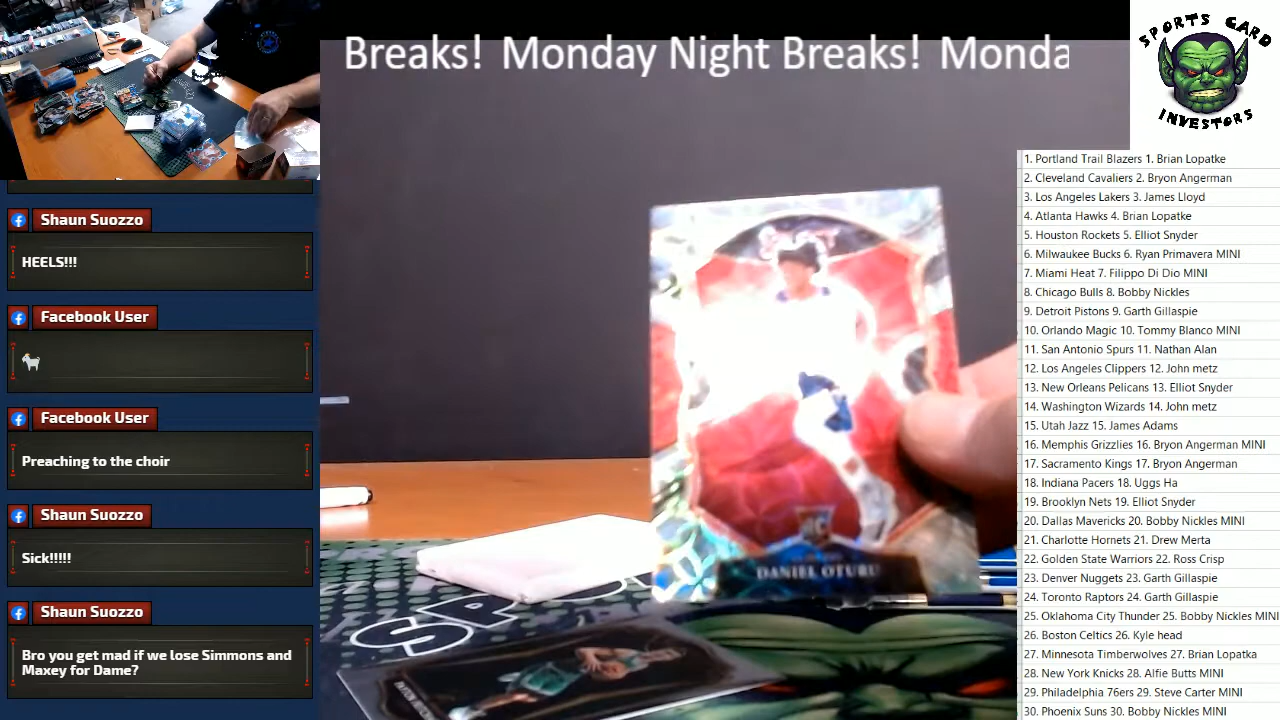 Breaks! Monday Night Breaks! Monda
SPORTS CARD
INVESTORS
Shaun Suozzo
HEELS!!!
Facebook User
Facebook User
Preaching to the choir
Shaun Suozzo
Sick!!!!!
Shaun Suozzo
Bro you get mad if we lose Simmons and
Maxey for Dame?
DANIEL OTURU
SP
1. Portland Trail Blazers 1. Brian Lopatke
2. Cleveland Cavaliers 2. Bryon Angerman
3. Los Angeles Lakers 3. James Lloyd
4. Atlanta Hawks 4. Brian Lopatke
5. Houston Rockets 5. Elliot Snyder
6. Milwaukee Bucks 6. Ryan Primavera MINI
7. Miami Heat 7. Filippo Di Dio MINI
8. Chicago Bulls 8. Bobby Nickles
9. Detroit Pistons 9. Garth Gillaspie
10. Orlando Magic 10. Tommy Blanco MINI
11. San Antonio Spurs 11. Nathan Alan
12. Los Angeles Clippers 12. John metz
13. New Orleans Pelicans 13. Elliot Snyder
14. Washington Wizards 14. John metz
15. Utah Jazz 15. James Adams
16. Memphis Grizzlies 16. Bryon Angerman MINI
17. Sacramento Kings 17. Bryon Angerman
18. Indiana Pacers 18. Uggs Ha
19. Brooklyn Nets 19. Elliot Snyder
20. Dallas Mavericks 20. Bobby Nickles MINI
21. Charlotte Hornets 21. Drew Merta
22. Golden State Warriors 22. Ross Crisp
23. Denver Nuggets 23. Garth Gillaspie
24. Toronto Raptors 24. Garth Gillaspie
25. Oklahoma City Thunder 25. Bobby Nickles MINI
26. Boston Celtics 26. Kyle head
27. Minnesota Timberwolves 27. Brian Lopatka
28. New York Knicks 28. Alfie Butts MINI
29. Philadelphia 76ers 29. Steve Carter MINI
30. Phoenix Suns 30. Bobby Nickles MINI